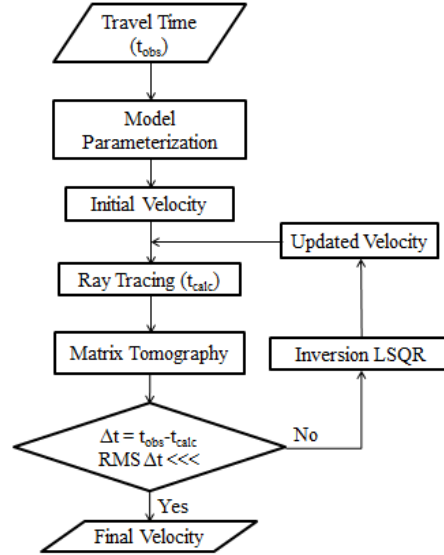 Travel Time
(tobs)
Model
Parameterization
Initial Velocity
Updated Velocity
Ray Tracing (tcalc)
Matrix Tomography
Inversion LSQR
Δt = tobs-tcalc
RMS Δt <<<
No
Yes
Final Velocity